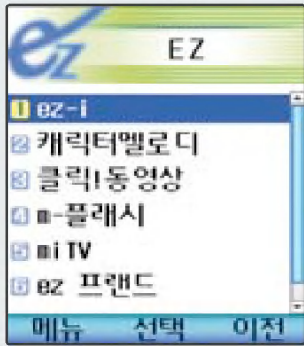 ez
EZ
1 ez-i
2 캐릭터멜로디
3 클릭!동영상
4 m-플래시
5 mi TV
6 ez 프랜드
메뉴 선택 이전